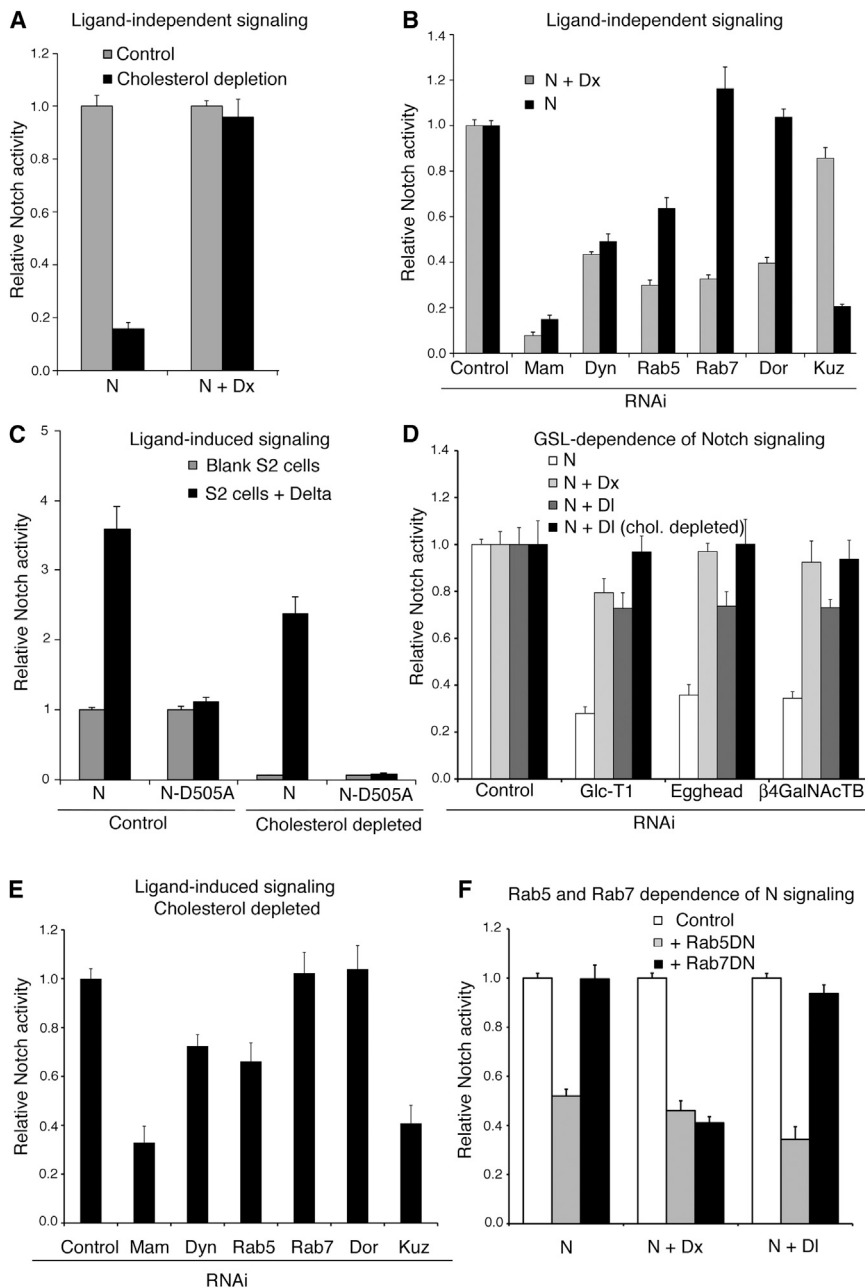 A
Ligand-independent signaling
Control
Cholesterol depletion
Relative Notch activity
1.2
1.0
0.8
0.6
0.4
0.2
0.0
N
N + Dx
B
Ligand-independent signaling
N + Dx
N
Relative Notch activity
1.4
1.2
1.0
0.8
0.6
0.4
0.2
0.0
Control Mam Dyn Rab5 Rab7 Dor Kuz
RNAi
C
Ligand-induced signaling
Blank S2 cells
S2 cells + Delta
Relative Notch activity
5
4
3
2
1
0
N N-D505A N N-D505A
Control Cholesterol depleted
D
GSL-dependence of Notch signaling
N
N + Dx
N + Dl
N + Dl (chol. depleted)
Relative Notch activity
1.4
1.2
1.0
0.8
0.6
0.4
0.2
0.0
Control Glc-T1 Egghead β4GalNAcTB
RNAi
E
Ligand-induced signaling
Cholesterol depleted
Relative Notch activity
1.2
1.0
0.8
0.6
0.4
0.2
0.0
Control Mam Dyn Rab5 Rab7 Dor Kuz
RNAi
F
Rab5 and Rab7 dependence of N signaling
Control
+ Rab5DN
+ Rab7DN
Relative Notch activity
1.2
1.0
0.8
0.6
0.4
0.2
0.0
N N + Dx N + Dl